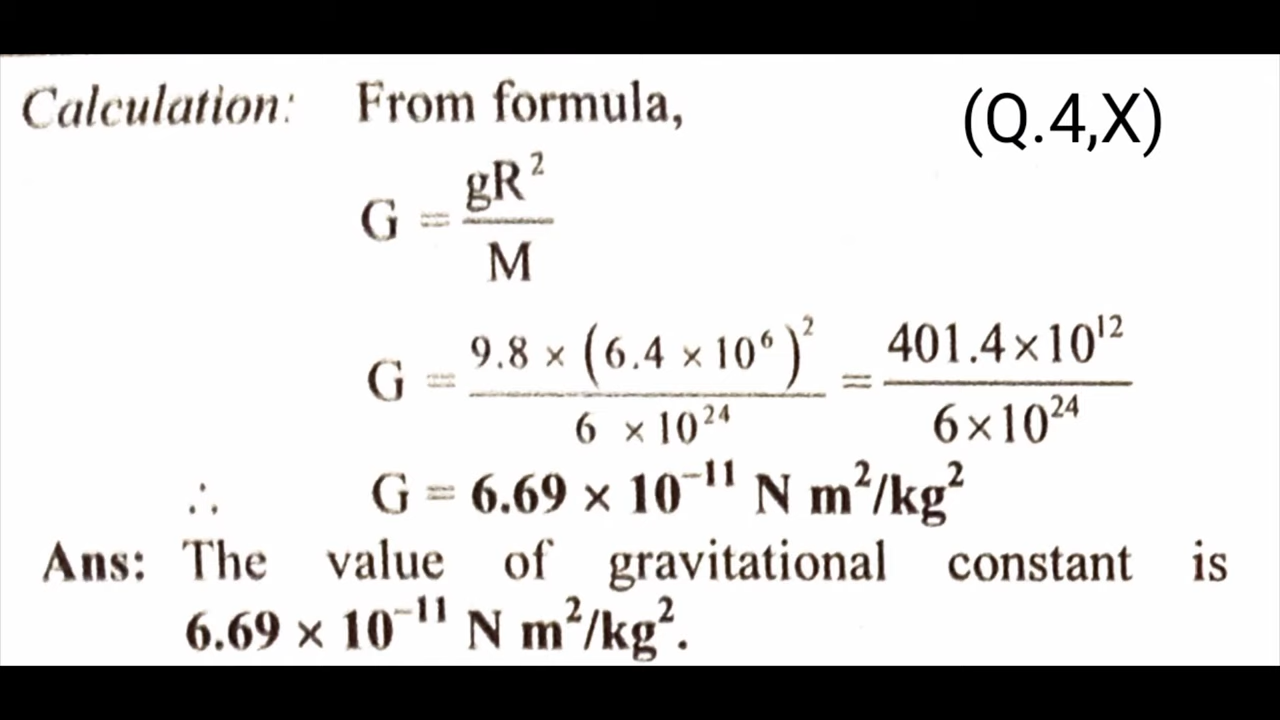 Calculation: From formula, (Q.4,X)
G = gR² / M
G = 9.8 × (6.4 × 10⁶)² / 6 × 10²⁴ = 401.4×10¹² / 6×10²⁴
∴ G = 6.69 × 10⁻¹¹ N m²/kg²
Ans: The value of gravitational constant is
6.69 × 10⁻¹¹ N m²/kg².